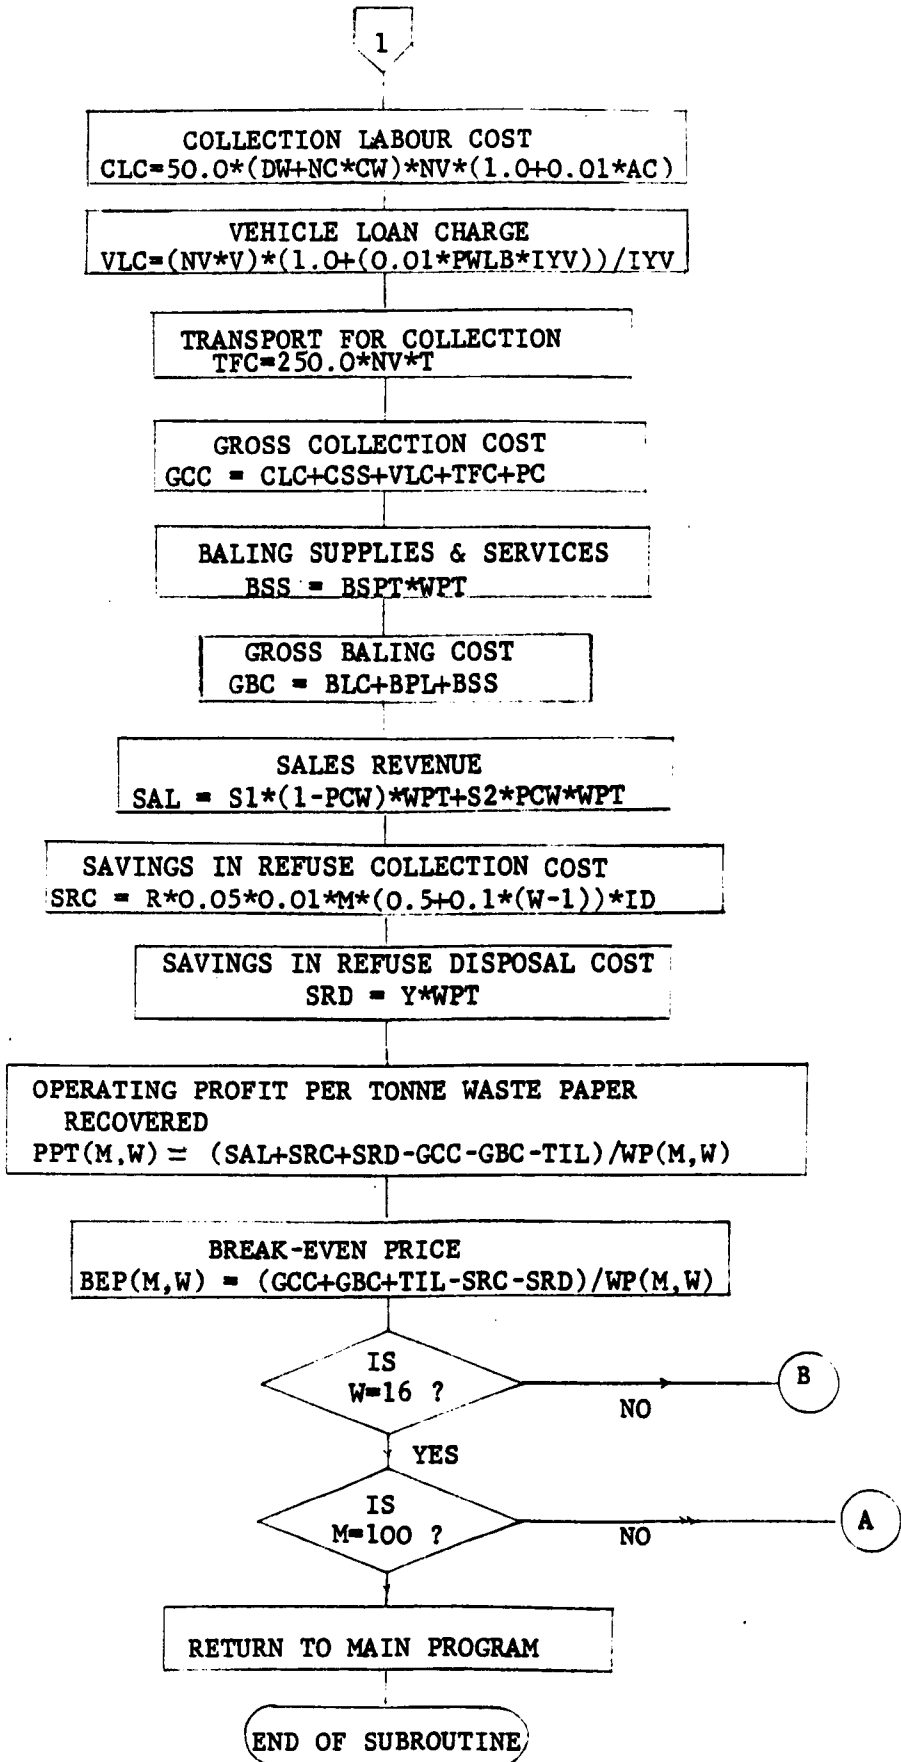 1
COLLECTION LABOUR COST
CLC=50.0*(DW+NC*CW)*NV*(1.0+0.01*AC)
VEHICLE LOAN CHARGE
VLC=(NV*V)*(1.0+(0.01*PWLB*IYV))/IYV
TRANSPORT FOR COLLECTION
TFC=250.0*NV*T
GROSS COLLECTION COST
GCC = CLC+CSS+VLC+TFC+PC
BALING SUPPLIES & SERVICES
BSS = BSPT*WPT
GROSS BALING COST
GBC = BLC+BPL+BSS
SALES REVENUE
SAL = S1*(1-PCW)*WPT+S2*PCW*WPT
SAVINGS IN REFUSE COLLECTION COST
SRC = R*0.05*0.01*M*(0.5+0.1*(W-1))*ID
SAVINGS IN REFUSE DISPOSAL COST
SRD = Y*WPT
OPERATING PROFIT PER TONNE WASTE PAPER
RECOVERED
PPT(M,W) = (SAL+SRC+SRD-GCC-GBC-TIL)/WP(M,W)
BREAK-EVEN PRICE
BEP(M,W) = (GCC+GBC+TIL-SRC-SRD)/WP(M,W)
IS
W=16 ?
NO
B
YES
IS
M=100 ?
NO
A
RETURN TO MAIN PROGRAM
END OF SUBROUTINE